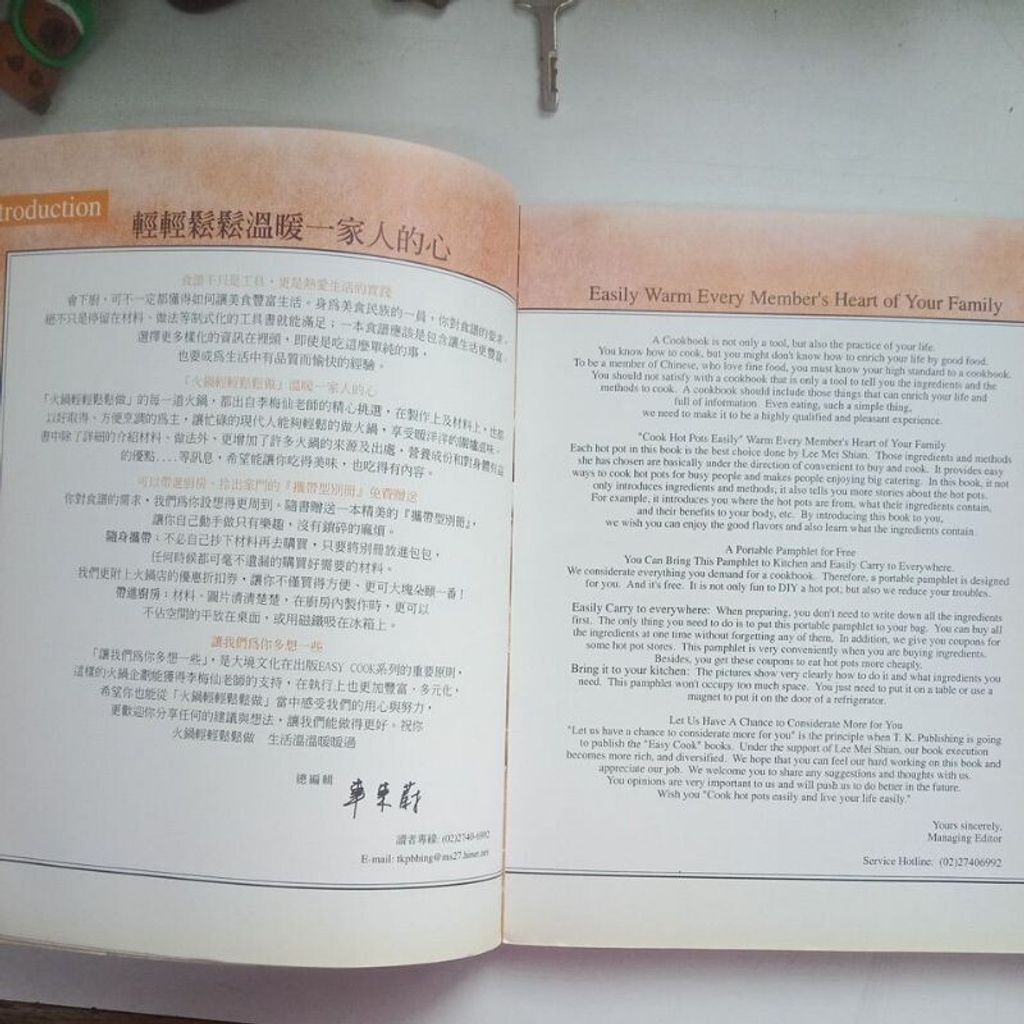 troduction
輕輕鬆鬆溫暖一家人的心
食譜不只是工具，更是熱愛生活的實踐
會下廚，可不一定都懂得如何讓美食豐富生活。身為美食民族的一員，你對食譜的要求，
絕不只是停留在材料、做法等制式化的工具書就能滿足；一本食譜應該是包含讓生活更豐富、
選擇更多樣化的資訊在裡頭，即使是吃這麼單純的事，
也要成為生活中有品質而愉快的經驗。
「火鍋輕輕鬆鬆做」溫暖一家人的心
「火鍋輕輕鬆鬆做」的每一道火鍋，都出自李梅仙老師的精心挑選，在製作上及材料上，也都
以好取得、方便烹調的為主，讓忙碌的現代人能夠輕鬆的做火鍋，享受暖洋洋的圍爐滋味。
書中除了詳細的介紹材料、做法外，更增加了許多火鍋的來源及出處，營養成份和對身體有益
的優點....等訊息，希望能讓你吃得美味，也吃得有內容。
可以帶進廚房、拎出家門的『攜帶型別冊』免費贈送
你對食譜的需求，我們為你設想得更周到。隨書贈送一本精美的『攜帶型別冊』，
讓你自己動手做只有樂趣，沒有鎖碎的麻煩。
隨身攜帶：不必自己抄下材料再去購買，只要將別冊放進包包，
任何時候都可毫不遺漏的購買好需要的材料。
我們更附上火鍋店的優惠折扣券，讓你不僅買得方便、更可大塊朵頤一番！
帶進廚房：材料、圖片清清楚楚，在廚房內製作時，更可以
不佔空間的平放在桌面，或用磁鐵吸在冰箱上。
讓我們為你多想一些
「讓我們為你多想一些」，是大境文化在出版EASY COOK系列的重要原則，
這樣的火鍋企劃能獲得李梅仙老師的支持，在執行上也更加豐富、多元化，
希望你也能從「火鍋輕輕鬆鬆做」當中感受我們的用心與努力，
更歡迎你分享任何的建議與想法，讓我們能做得更好。祝你
火鍋輕輕鬆鬆做　生活溫溫暖暖過
總編輯
讀者專線: (02)2740-6992
E-mail: tkpbhing@ms27.hinet.net
Easily Warm Every Member's Heart of Your Family
A Cookbook is not only a tool, but also the practice of your life.
You know how to cook, but you might don't know how to enrich your life by good food.
To be a member of Chinese, who love fine food, you must know your high standard to a cookbook.
You should not satisfy with a cookbook that is only a tool to tell you the ingredients and the
methods to cook. A cookbook should include those things that can enrich your life and
full of information. Even eating, such a simple thing,
we need to make it to be a highly qualified and pleasant experience.
"Cook Hot Pots Easily" Warm Every Member's Heart of Your Family
Each hot pot in this book is the best choice done by Lee Mei Shian. Those ingredients and methods
she has chosen are basically under the direction of convenient to buy and cook. It provides easy
ways to cook hot pots for busy people and makes people enjoying big catering. In this book, it not
only introduces ingredients and methods; it also tells you more stories about the hot pots.
For example, it introduces you where the hot pots are from, what their ingredients contain,
and their benefits to your body, etc. By introducing this book to you,
we wish you can enjoy the good flavors and also learn what the ingredients contain.
A Portable Pamphlet for Free
You Can Bring This Pamphlet to Kitchen and Easily Carry to Everywhere.
We considerate everything you demand for a cookbook. Therefore, a portable pamphlet is designed
for you. And it's free. It is not only fun to DIY a hot pot; but also we reduce your troubles.
Easily Carry to everywhere: When preparing, you don't need to write down all the ingredients
first. The only thing you need to do is to put this portable pamphlet to your bag. You can buy all
the ingredients at one time without forgetting any of them. In addition, we give you coupons for
some hot pot stores. This pamphlet is very conveniently when you are buying ingredients.
Besides, you get these coupons to eat hot pots more cheaply.
Bring it to your kitchen: The pictures show very clearly how to do it and what ingredients you
need. This pamphlet won't occupy too much space. You just need to put it on a table or use a
magnet to put it on the door of a refrigerator.
Let Us Have A Chance to Considerate More for You
"Let us have a chance to considerate more for you" is the principle when T. K. Publishing is going
to publish the "Easy Cook" books. Under the support of Lee Mei Shian, our book execution
becomes more rich, and diversified. We hope that you can feel our hard working on this book and
appreciate our job. We welcome you to share any suggestions and thoughts with us.
You opinions are very important to us and will push us to do better in the future.
Wish you "Cook hot pots easily and live your life easily."
Yours sincerely,
Managing Editor
Service Hotline: (02)27406992